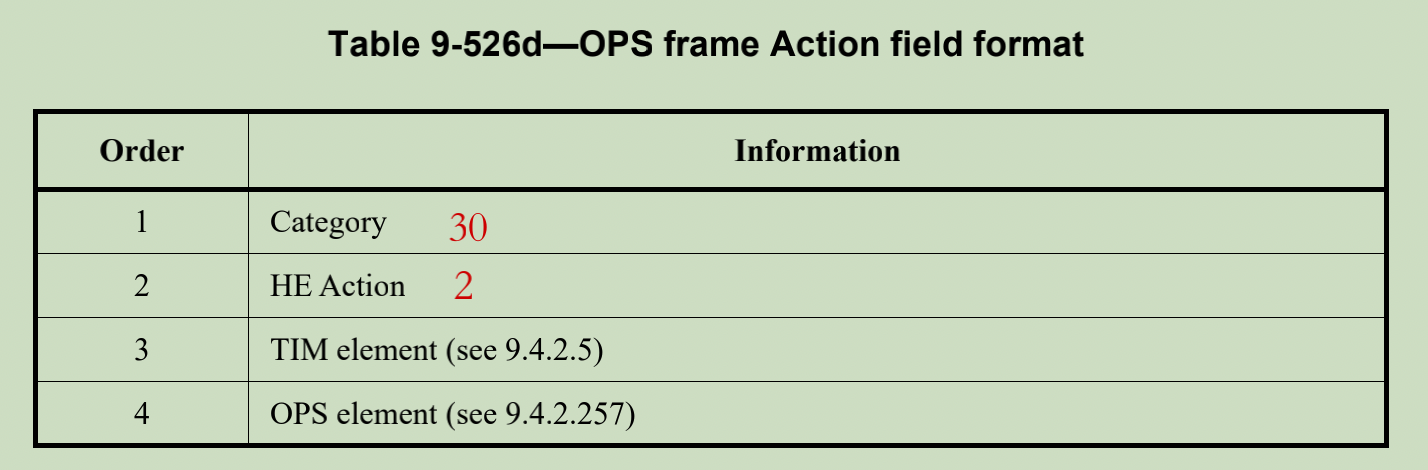 Table 9-526d—OPS frame Action field format
Order Information
1 Category 30
2 HE Action 2
3 TIM element (see 9.4.2.5)
4 OPS element (see 9.4.2.257)